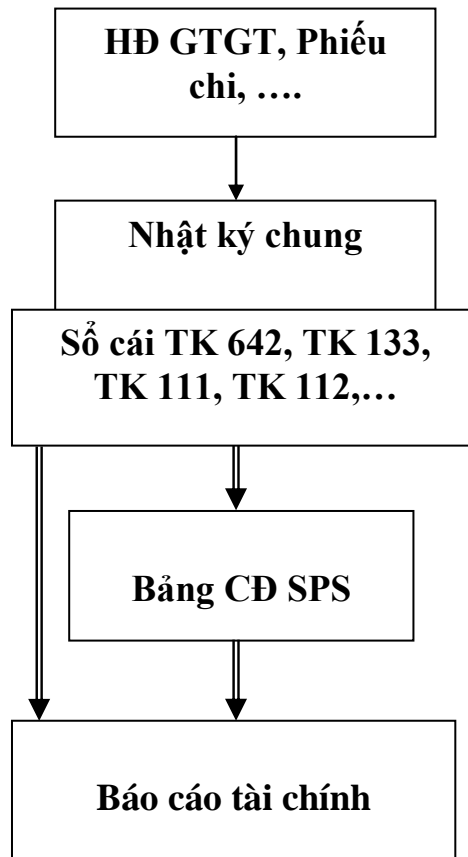 HĐ GTGT, Phiếu
chi, ….
Nhật ký chung
Sổ cái TK 642, TK 133,
TK 111, TK 112,…
Bảng CĐ SPS
Báo cáo tài chính